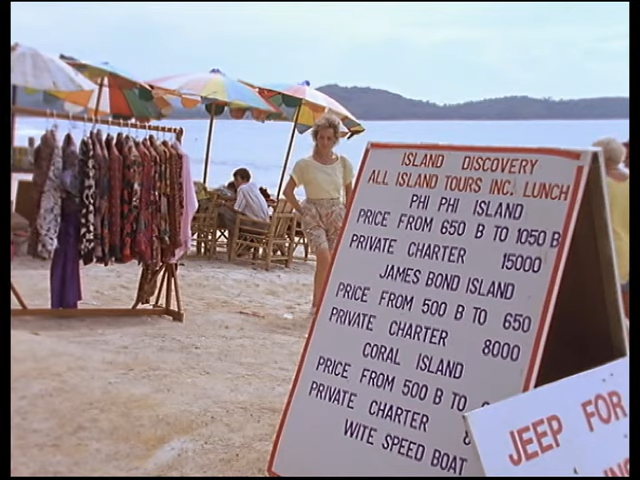 ISLAND DISCOVERY
ALL ISLAND TOURS INC. LUNCH
PHI PHI ISLAND
PRICE FROM 650 B TO 1050 B
PRIVATE CHARTER 15000
JAMES BOND ISLAND
PRICE FROM 500 B TO 650
PRIVATE CHARTER 8000
CORAL ISLAND
PRICE FROM 500 B TO
PRIVATE CHARTER
WITE SPEED BOAT
JEEP FOR